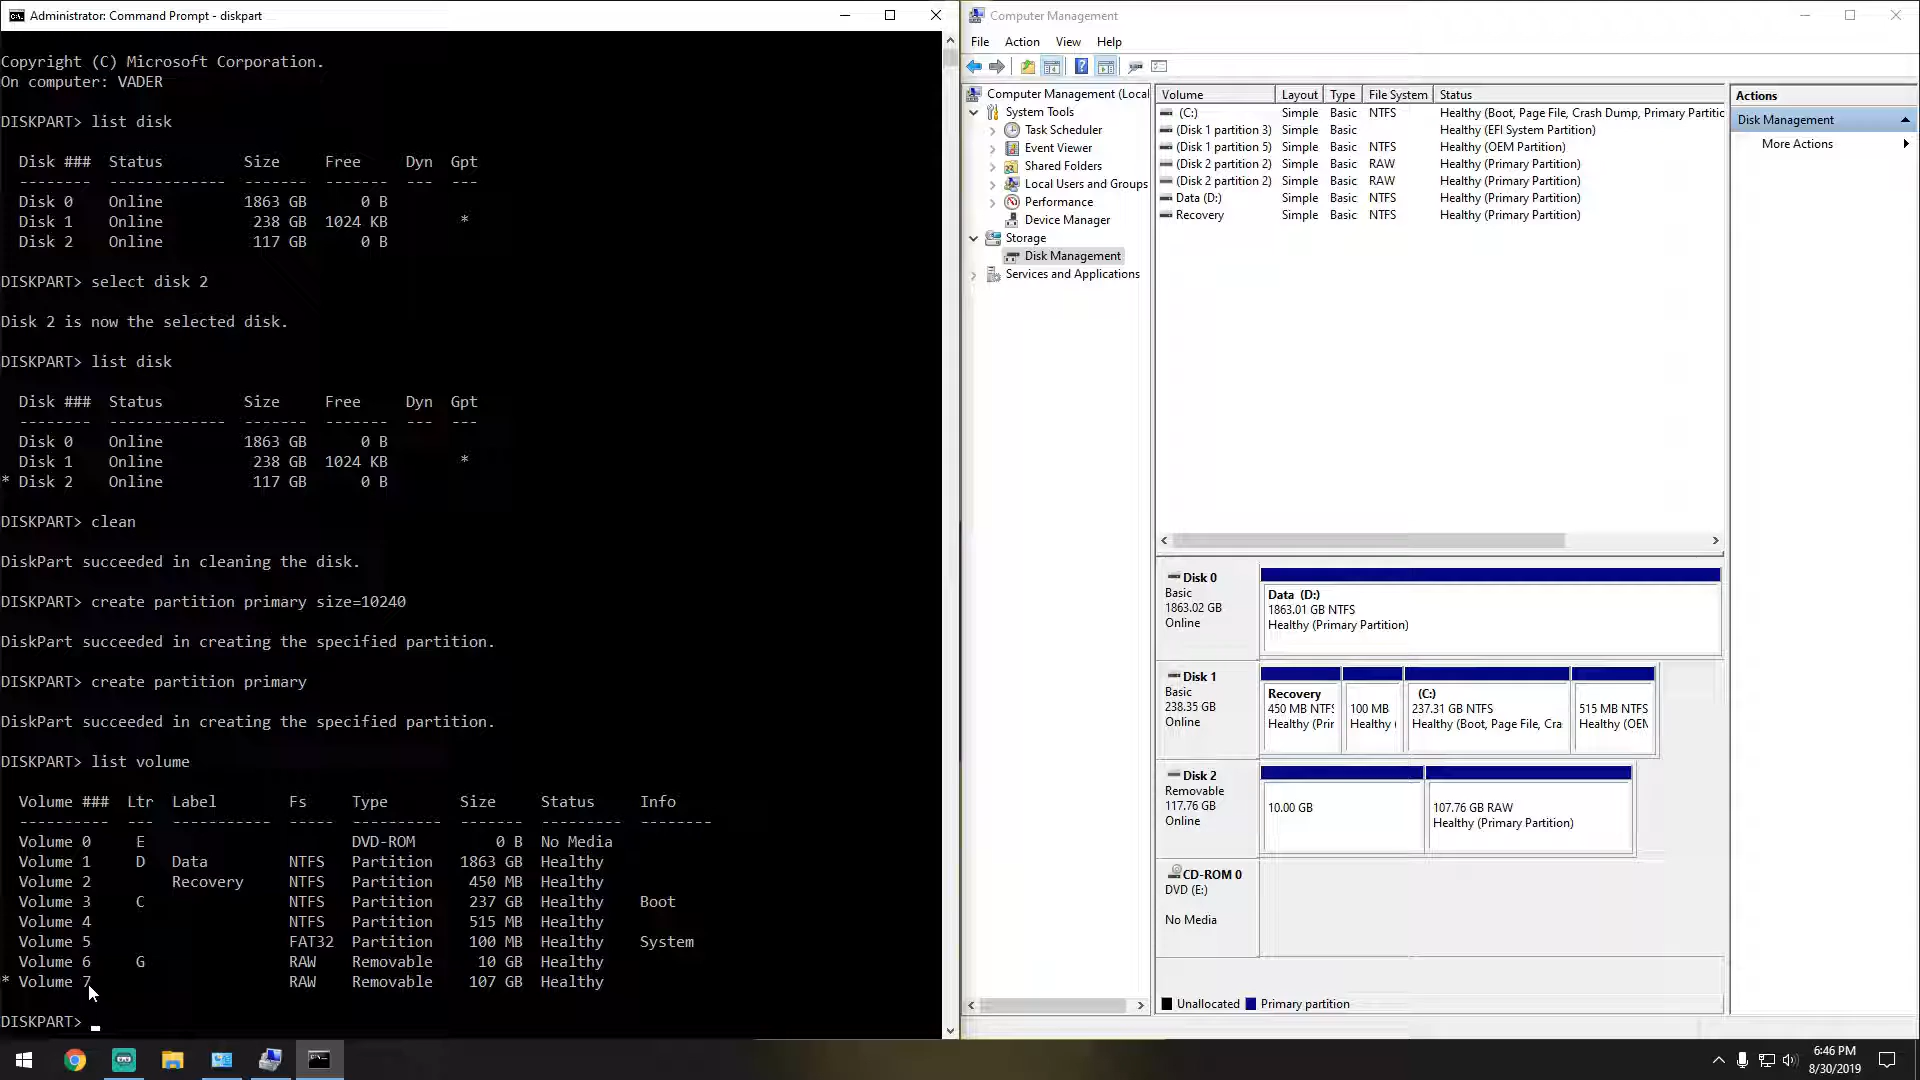 Administrator: Command Prompt - diskpart
Copyright (C) Microsoft Corporation.
On computer: VADER
DISKPART> list disk
Disk ### Status Size Free Dyn Gpt
-------- ------------- ------- ------- --- ---
Disk 0 Online 1863 GB 0 B
Disk 1 Online 238 GB 1024 KB *
Disk 2 Online 117 GB 0 B
DISKPART> select disk 2
Disk 2 is now the selected disk.
DISKPART> list disk
Disk ### Status Size Free Dyn Gpt
-------- ------------- ------- ------- --- ---
Disk 0 Online 1863 GB 0 B
Disk 1 Online 238 GB 1024 KB *
* Disk 2 Online 117 GB 0 B
DISKPART> clean
DiskPart succeeded in cleaning the disk.
DISKPART> create partition primary size=10240
DiskPart succeeded in creating the specified partition.
DISKPART> create partition primary
DiskPart succeeded in creating the specified partition.
DISKPART> list volume
Volume ### Ltr Label Fs Type Size Status Info
---------- --- ----------- ----- ---------- ------- --------- --------
Volume 0 E DVD-ROM 0 B No Media
Volume 1 D Data NTFS Partition 1863 GB Healthy
Volume 2 Recovery NTFS Partition 450 MB Healthy
Volume 3 C NTFS Partition 237 GB Healthy Boot
Volume 4 NTFS Partition 515 MB Healthy
Volume 5 FAT32 Partition 100 MB Healthy System
Volume 6 G RAW Removable 10 GB Healthy
* Volume 7 RAW Removable 107 GB Healthy
DISKPART>
Computer Management
File Action View Help
Computer Management (Local
System Tools
Task Scheduler
Event Viewer
Shared Folders
Local Users and Groups
Performance
Device Manager
Storage
Disk Management
Services and Applications
Volume Layout Type File System Status
(C:) Simple Basic NTFS Healthy (Boot, Page File, Crash Dump, Primary Partitic
(Disk 1 partition 3) Simple Basic Healthy (EFI System Partition)
(Disk 1 partition 5) Simple Basic NTFS Healthy (OEM Partition)
(Disk 2 partition 2) Simple Basic RAW Healthy (Primary Partition)
(Disk 2 partition 2) Simple Basic RAW Healthy (Primary Partition)
Data (D:) Simple Basic NTFS Healthy (Primary Partition)
Recovery Simple Basic NTFS Healthy (Primary Partition)
Actions
Disk Management
More Actions
Disk 0
Basic
1863.02 GB
Online
Data (D:)
1863.01 GB NTFS
Healthy (Primary Partition)
Disk 1
Basic
238.35 GB
Online
Recovery
450 MB NTFS
Healthy (Prir
100 MB
Healthy (
(C:)
237.31 GB NTFS
Healthy (Boot, Page File, Cra
515 MB NTFS
Healthy (OEM
Disk 2
Removable
117.76 GB
Online
10.00 GB
107.76 GB RAW
Healthy (Primary Partition)
CD-ROM 0
DVD (E:)
No Media
Unallocated Primary partition
6:46 PM
8/30/2019